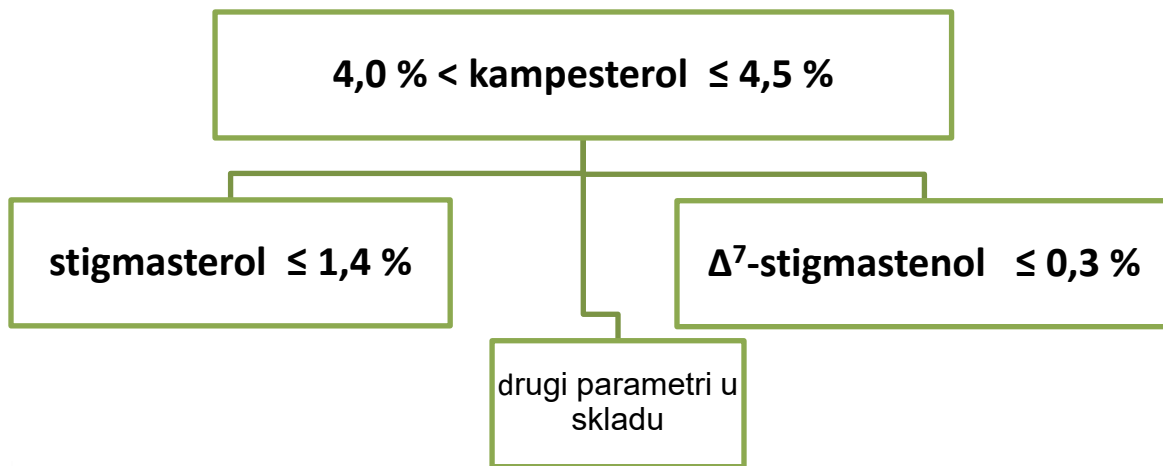 4,0 % < kampesterol ≤ 4,5 %
stigmasterol ≤ 1,4 %
Δ⁷-stigmastenol ≤ 0,3 %
drugi parametri u
skladu